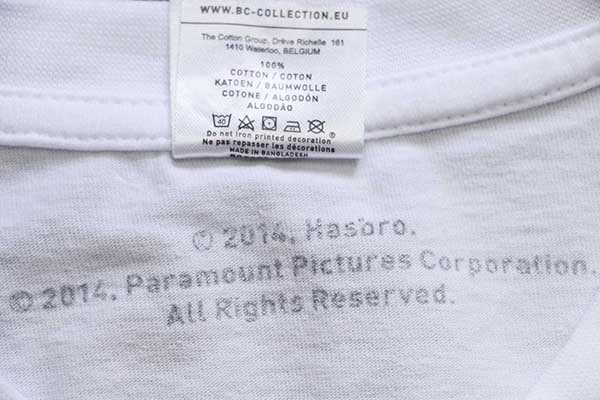 WWW.BC-COLLECTION.EU
The Cotton Group, Drève Richelle 161
1410 Waterloo, BELGIUM
100%
COTTON / COTON
KATOEN / BAUMWOLLE
COTONE / ALGODÓN
ALGODÃO
40
Do not iron printed decoration
Ne pas repasser les décorations
MADE IN BANGLADESH
© 2014. Hasbro.
© 2014. Paramount Pictures Corporation.
All Rights Reserved.